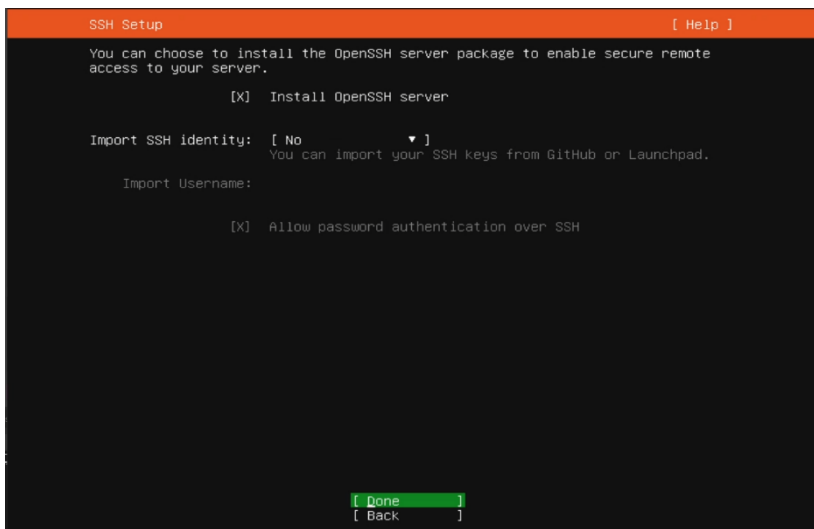 SSH Setup [ Help ]
You can choose to install the OpenSSH server package to enable secure remote
access to your server.
[X] Install OpenSSH server
Import SSH identity: [ No ▾ ]
You can import your SSH keys from GitHub or Launchpad.
Import Username:
[X] Allow password authentication over SSH
[ Done ]
[ Back ]